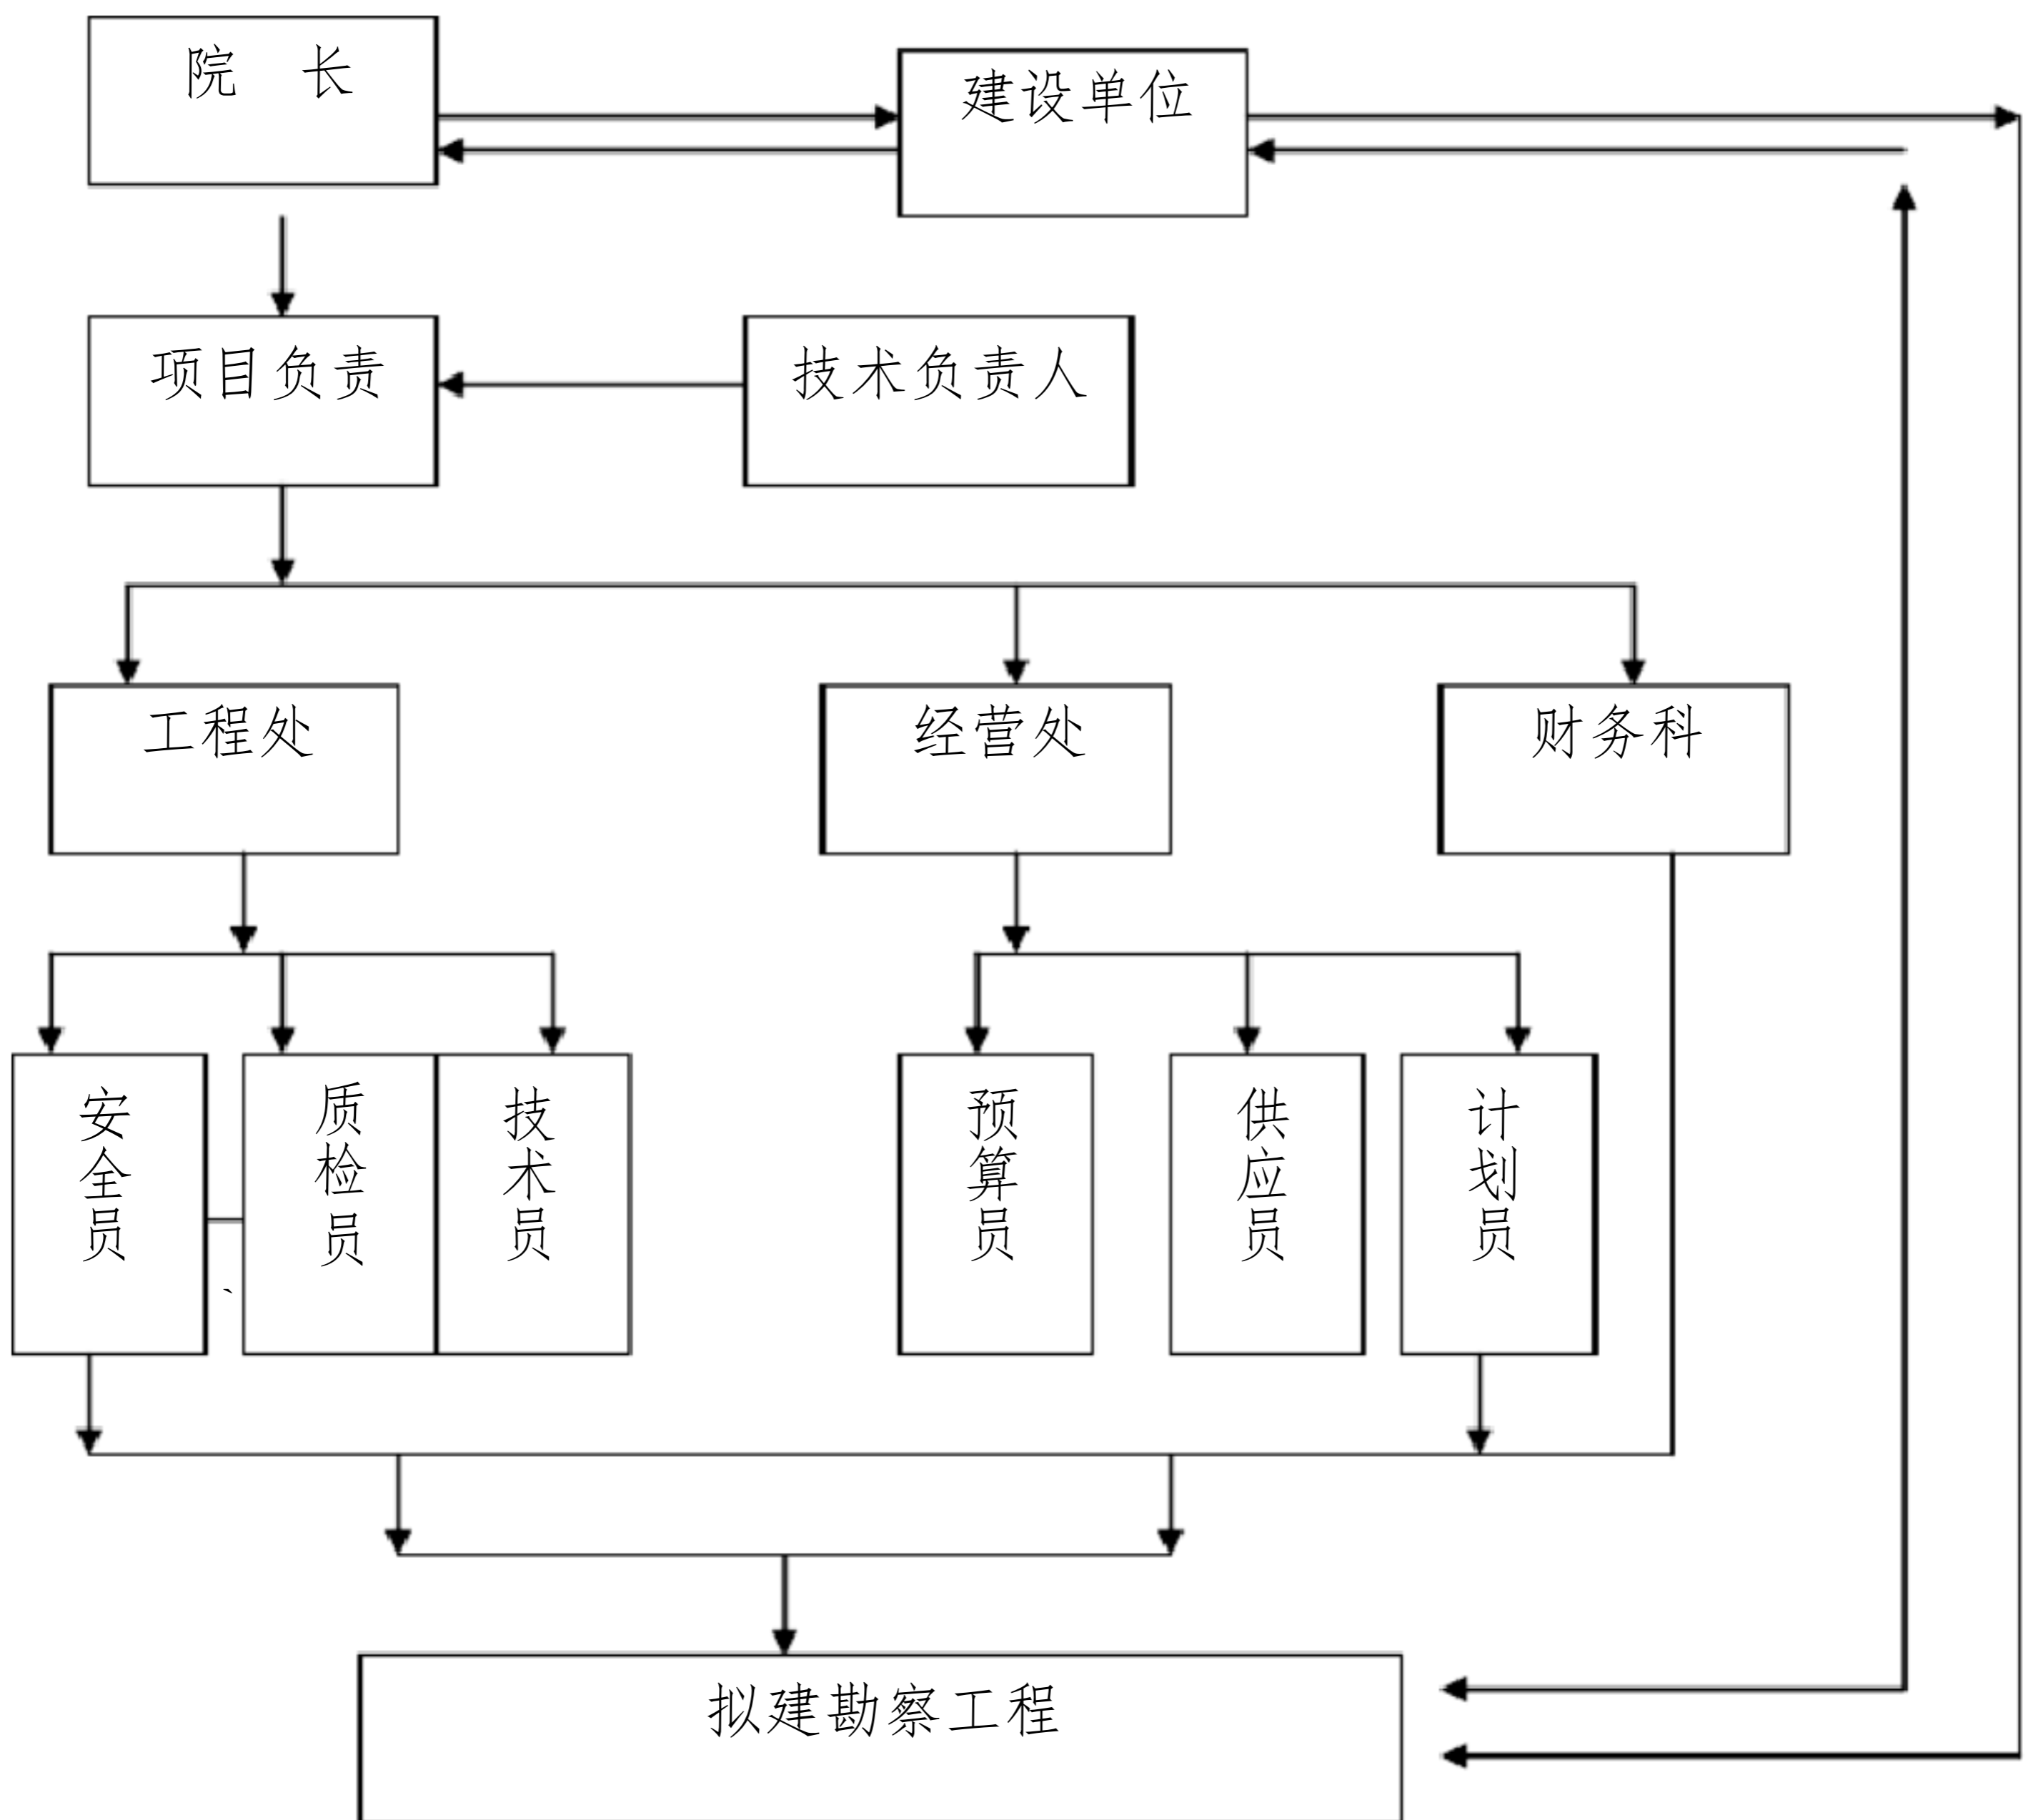 院 长
建设单位
项目负责
技术负责人
工程处
经营处
财务科
安全员
质检员
技术员
预算员
供应员
计划员
、
拟建勘察工程